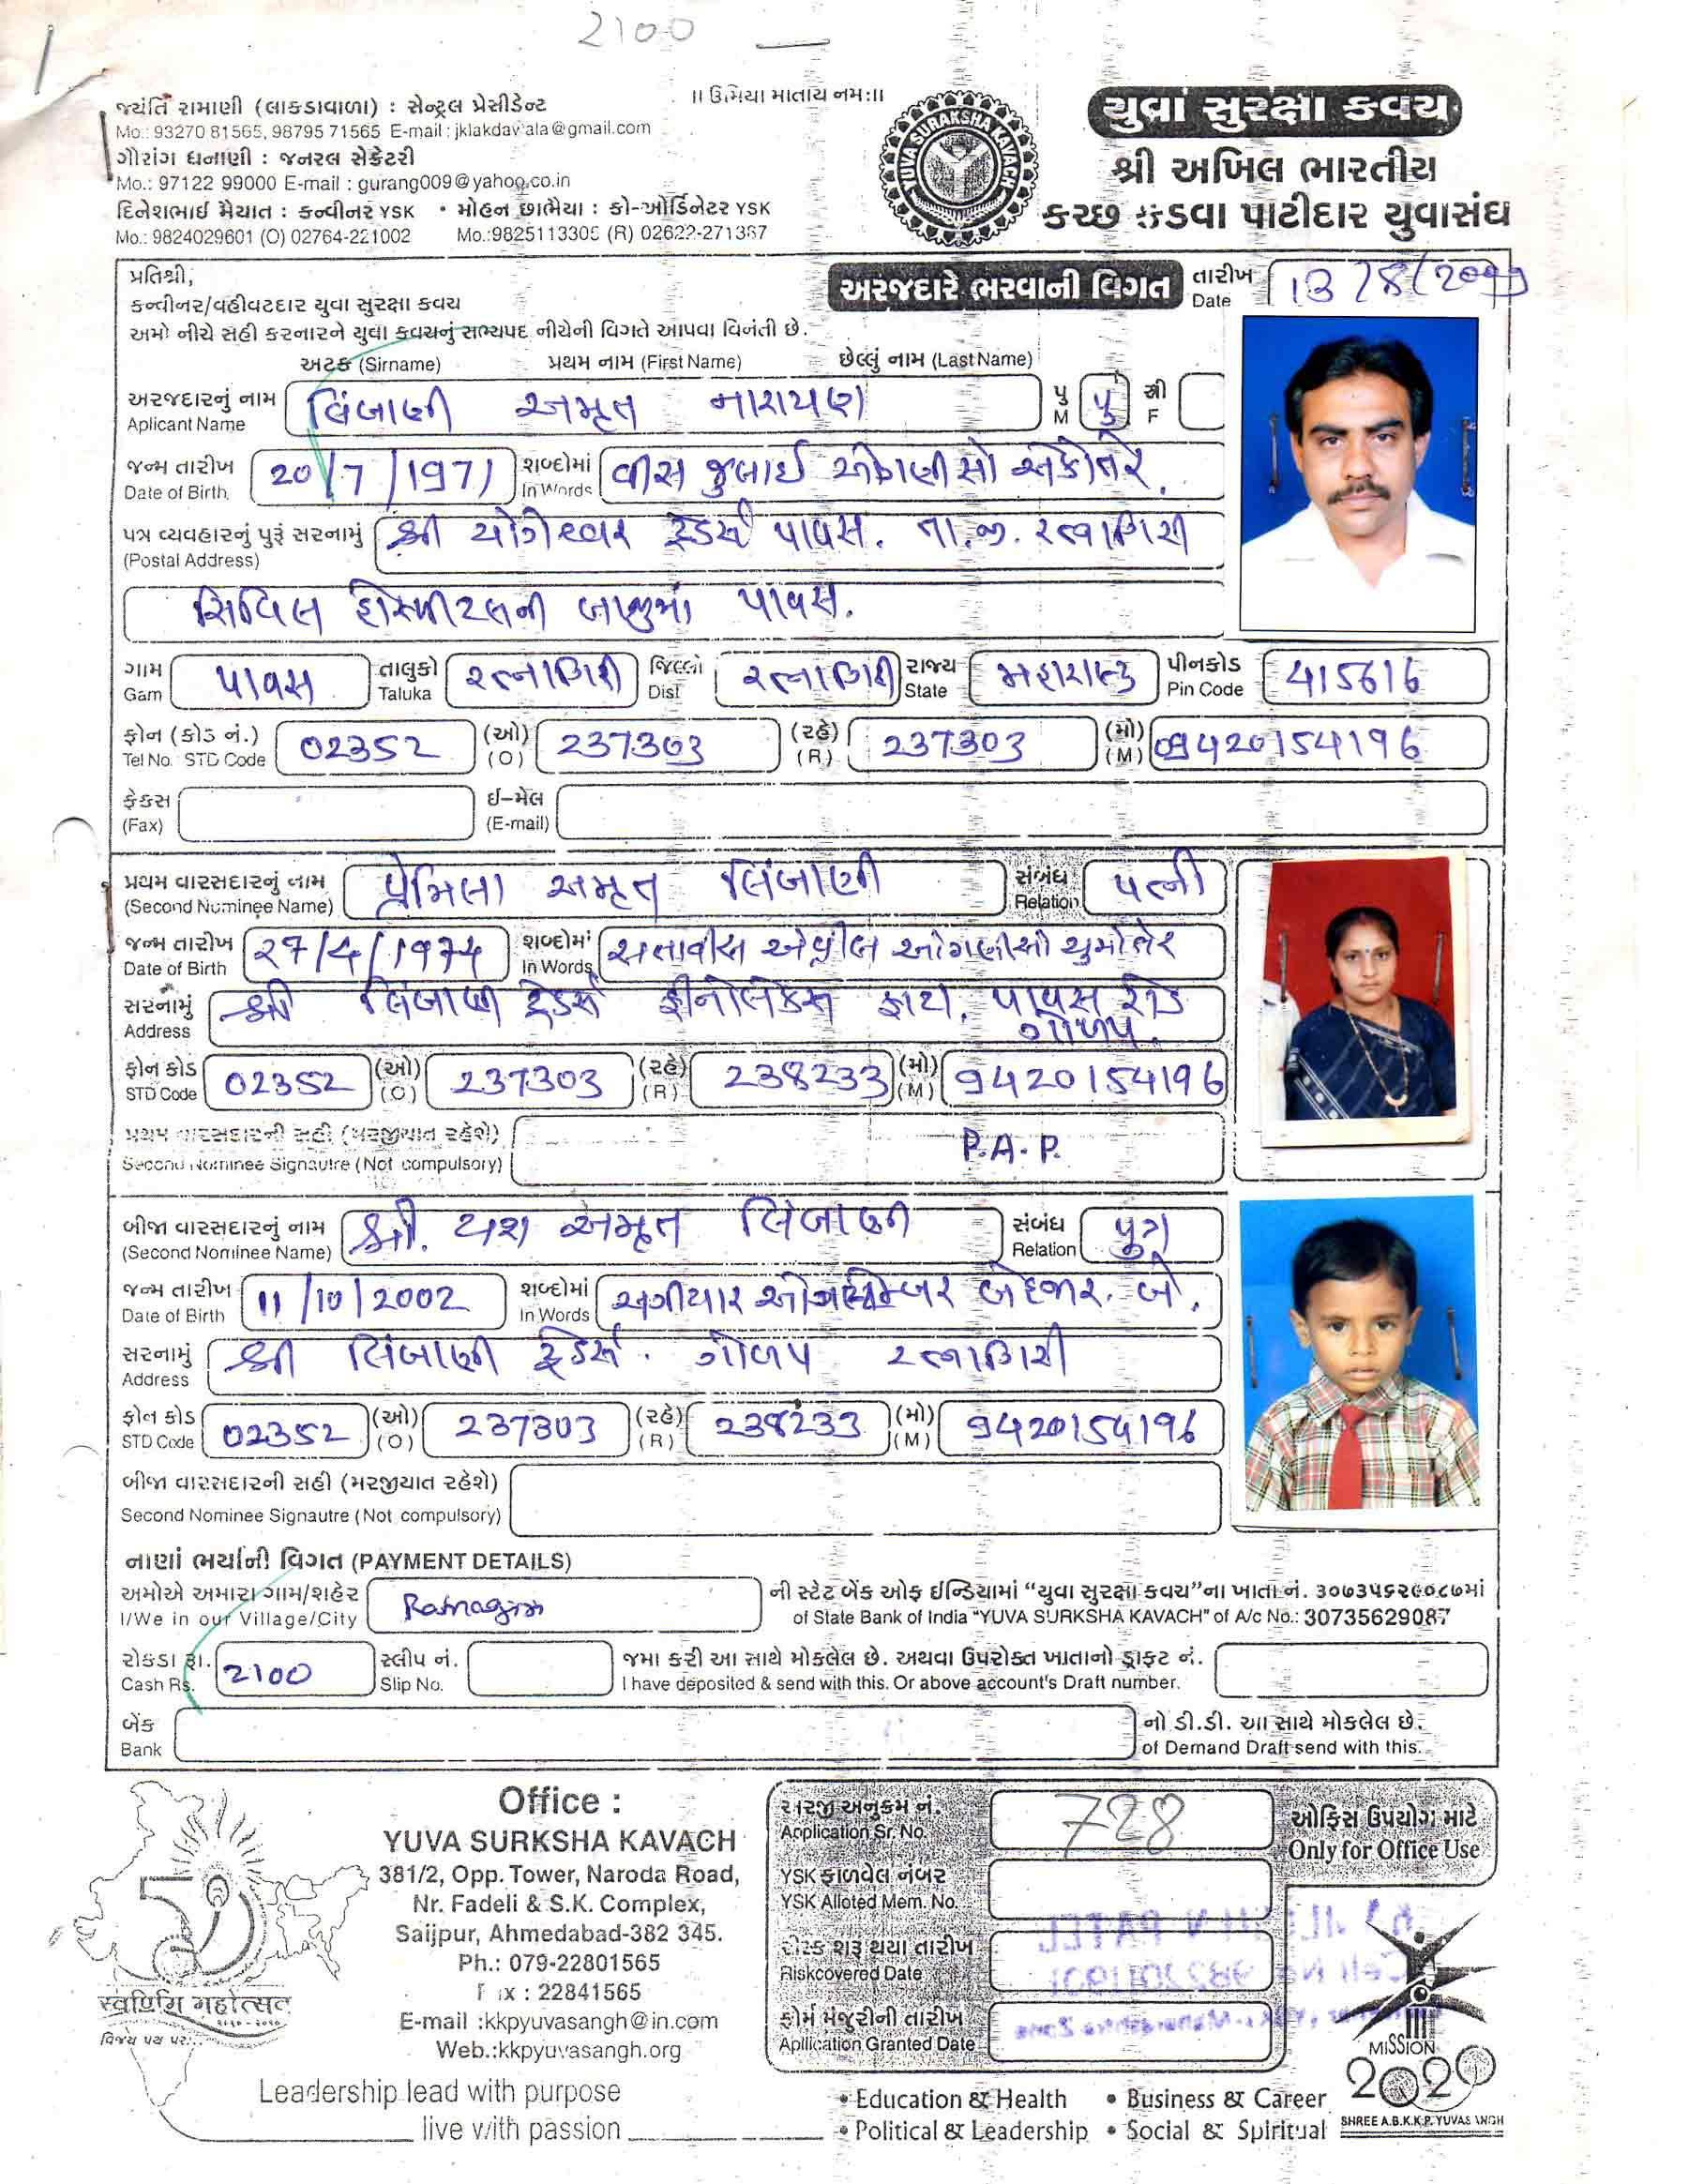 2100
જયંતિ રામાણી (લાકડાવાળા) : સેન્ટ્રલ પ્રેસીડેન્ટ
Mo.: 93270 81565, 98795 71565 E-mail : jklakdavala@gmail.com
ગૌરાંગ ધનાણી : જનરલ સેક્રેટરી
Mo.: 97122 99000 E-mail : gurang009@yahoo.co.in
દિનેશભાઈ મૈયાત : કન્વીનર YSK • મોહન છાભૈયા : કો-ઓર્ડિનેટર YSK
Mo.: 9824029601 (O) 02764-221002 Mo.:9825113305 (R) 02622-271367
॥ ઉમિયા માતાય નમઃ॥
YUVA SURAKSHA KAVACH
યુવા સુરક્ષા કવચ
શ્રી અખિલ ભારતીય
કચ્છ કડવા પાટીદાર યુવાસંઘ
પ્રતિશ્રી,
કન્વીનર/વહીવટદાર યુવા સુરક્ષા કવચ
અમો નીચે સહી કરનારને યુવા કવચનું સભ્યપદ નીચેની વિગતે આપવા વિનંતી છે.
અરજદારે ભરવાની વિગત
તારીખ Date 13/8/2009
અટક (Sirname) પ્રથમ નામ (First Name) છેલ્લું નામ (Last Name)
અરજદારનું નામ લિંબાણી અમૃત નારાયણ પુ પુ સ્ત્રી
Aplicant Name M F
જન્મ તારીખ 20/7/1971 શબ્દોમાં વીસ જુલાઈ ઓગણીસો એકોતેર.
Date of Birth In Words
પત્ર વ્યવહારનું પુરૂં સરનામું શ્રી યોગેશ્વર ટ્રેડર્સ પાવસ. તા.જી. રત્નાગિરી
(Postal Address)
સિવિલ હોસ્પીટલની બાજુમાં પાવસ.
ગામ પાવસ તાલુકો રત્નાગિરી જિલ્લો રત્નાગિરી રાજ્ય મહારાષ્ટ્ર પીનકોડ 415616
Gam Taluka Dist State Pin Code
ફોન (કોડ નં.) 02352 (ઓ) 237303 (રહે) 237303 (મો) 09420154196
Tel No. STD Code (O) (R) (M)
ફેકસ ઈ-મેલ
(Fax) (E-mail)
પ્રથમ વારસદારનું નામ પ્રેમિલા અમૃત લિંબાણી સંબંધ પત્ની
(Second Nominee Name) Relation
જન્મ તારીખ 27/4/1974 શબ્દોમાં સતાવીસ એપ્રીલ ઓગણીસો ચુમોતેર
Date of Birth In Words
સરનામું શ્રી લિંબાણી ટ્રેડર્સ ફીનોલેક્સ ફાટા. પાવસ રોડ
Address ગોળપ.
ફોન કોડ 02352 (ઓ) 237303 (રહે) 238233 (મો) 9420154196
STD Code (O) (R) (M)
પ્રથમ વારસદારની સહી (મરજીયાત રહેશે) P.A.P.
Second Nominee Signautre (Not compulsory)
બીજા વારસદારનું નામ શ્રી. યશ અમૃત લિંબાણી સંબંધ પુત્ર
(Second Nominee Name) Relation
જન્મ તારીખ 11/10/2002 શબ્દોમાં અગીયાર બેહજાર. બે.
Date of Birth In Words
સરનામું શ્રી લિંબાણી ટ્રેડર્સ. ગોળપ રત્નાગિરી
Address
ફોન કોડ 02352 (ઓ) 237303 (રહે) 238233 (મો) 9420154196
STD Code (O) (R) (M)
બીજા વારસદારની સહી (મરજીયાત રહેશે)
Second Nominee Signautre (Not compulsory)
નાણાં ભર્યાની વિગત (PAYMENT DETAILS)
અમોએ અમારા ગામ/શહેર Ratnagiri ની સ્ટેટ બેંક ઓફ ઈન્ડિયામાં “યુવા સુરક્ષા કવચ”ના ખાતા નં. ૩૦૭૩૫૬૨૯૦૮૭માં
I/We in our Village/City of State Bank of India "YUVA SURKSHA KAVACH" of A/c No.: 30735629087
રોકડા રૂા. 2100 સ્લીપ નં. જમા કરી આ સાથે મોકલેલ છે. અથવા ઉપરોક્ત ખાતાનો ડ્રાફ્ટ નં.
Cash Rs. Slip No. I have deposited & send with this. Or above account's Draft number.
બેંક નો ડી.ડી. આ સાથે મોકલેલ છે.
Bank of Demand Draft send with this.
50
સ્વર્ણિમ મહોત્સવ
૨૦૧૦ - ૨૦૧૦
વિજય પથ પર...
Office :
YUVA SURKSHA KAVACH
381/2, Opp. Tower, Naroda Road,
Nr. Fadeli & S.K. Complex,
Saijpur, Ahmedabad-382 345.
Ph.: 079-22801565
Fax : 22841565
E-mail :kkpyuvasangh@in.com
Web.:kkpyuvasangh.org
Leadership lead with purpose
live with passion
અરજી અનુક્રમ નં. 728
Application Sr. No.
YSK ફાળવેલ નંબર
YSK Alloted Mem. No.
રીસ્ક શરૂ થયા તારીખ
Riskcovered Date
ફોર્મ મંજુરીની તારીખ
Apllication Granted Date
ઓફિસ ઉપયોગ માટે
Only for Office Use
• Education & Health • Business & Career
• Political & Leadership • Social & Spiritual
MISSION
2020
SHREE A.B.K.K.P. YUVASANGH